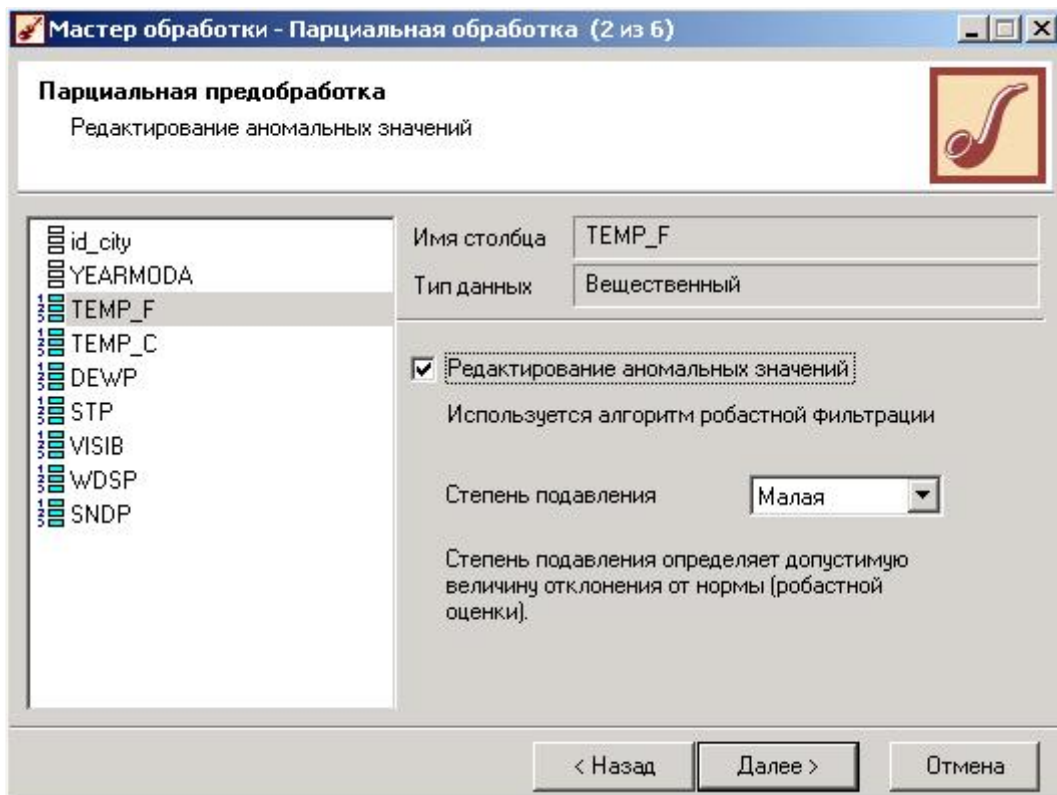 Мастер обработки - Парциальная обработка (2 из 6)
Парциальная предобработка
Редактирование аномальных значений
id_city
YEARMODA
TEMP_F
TEMP_C
DEWP
STP
VISIB
WDSP
SNDP
Имя столбца TEMP_F
Тип данных Вещественный
Редактирование аномальных значений
Используется алгоритм робастной фильтрации
Степень подавления Малая
Степень подавления определяет допустимую
величину отклонения от нормы (робастной
оценки).
< Назад Далее > Отмена